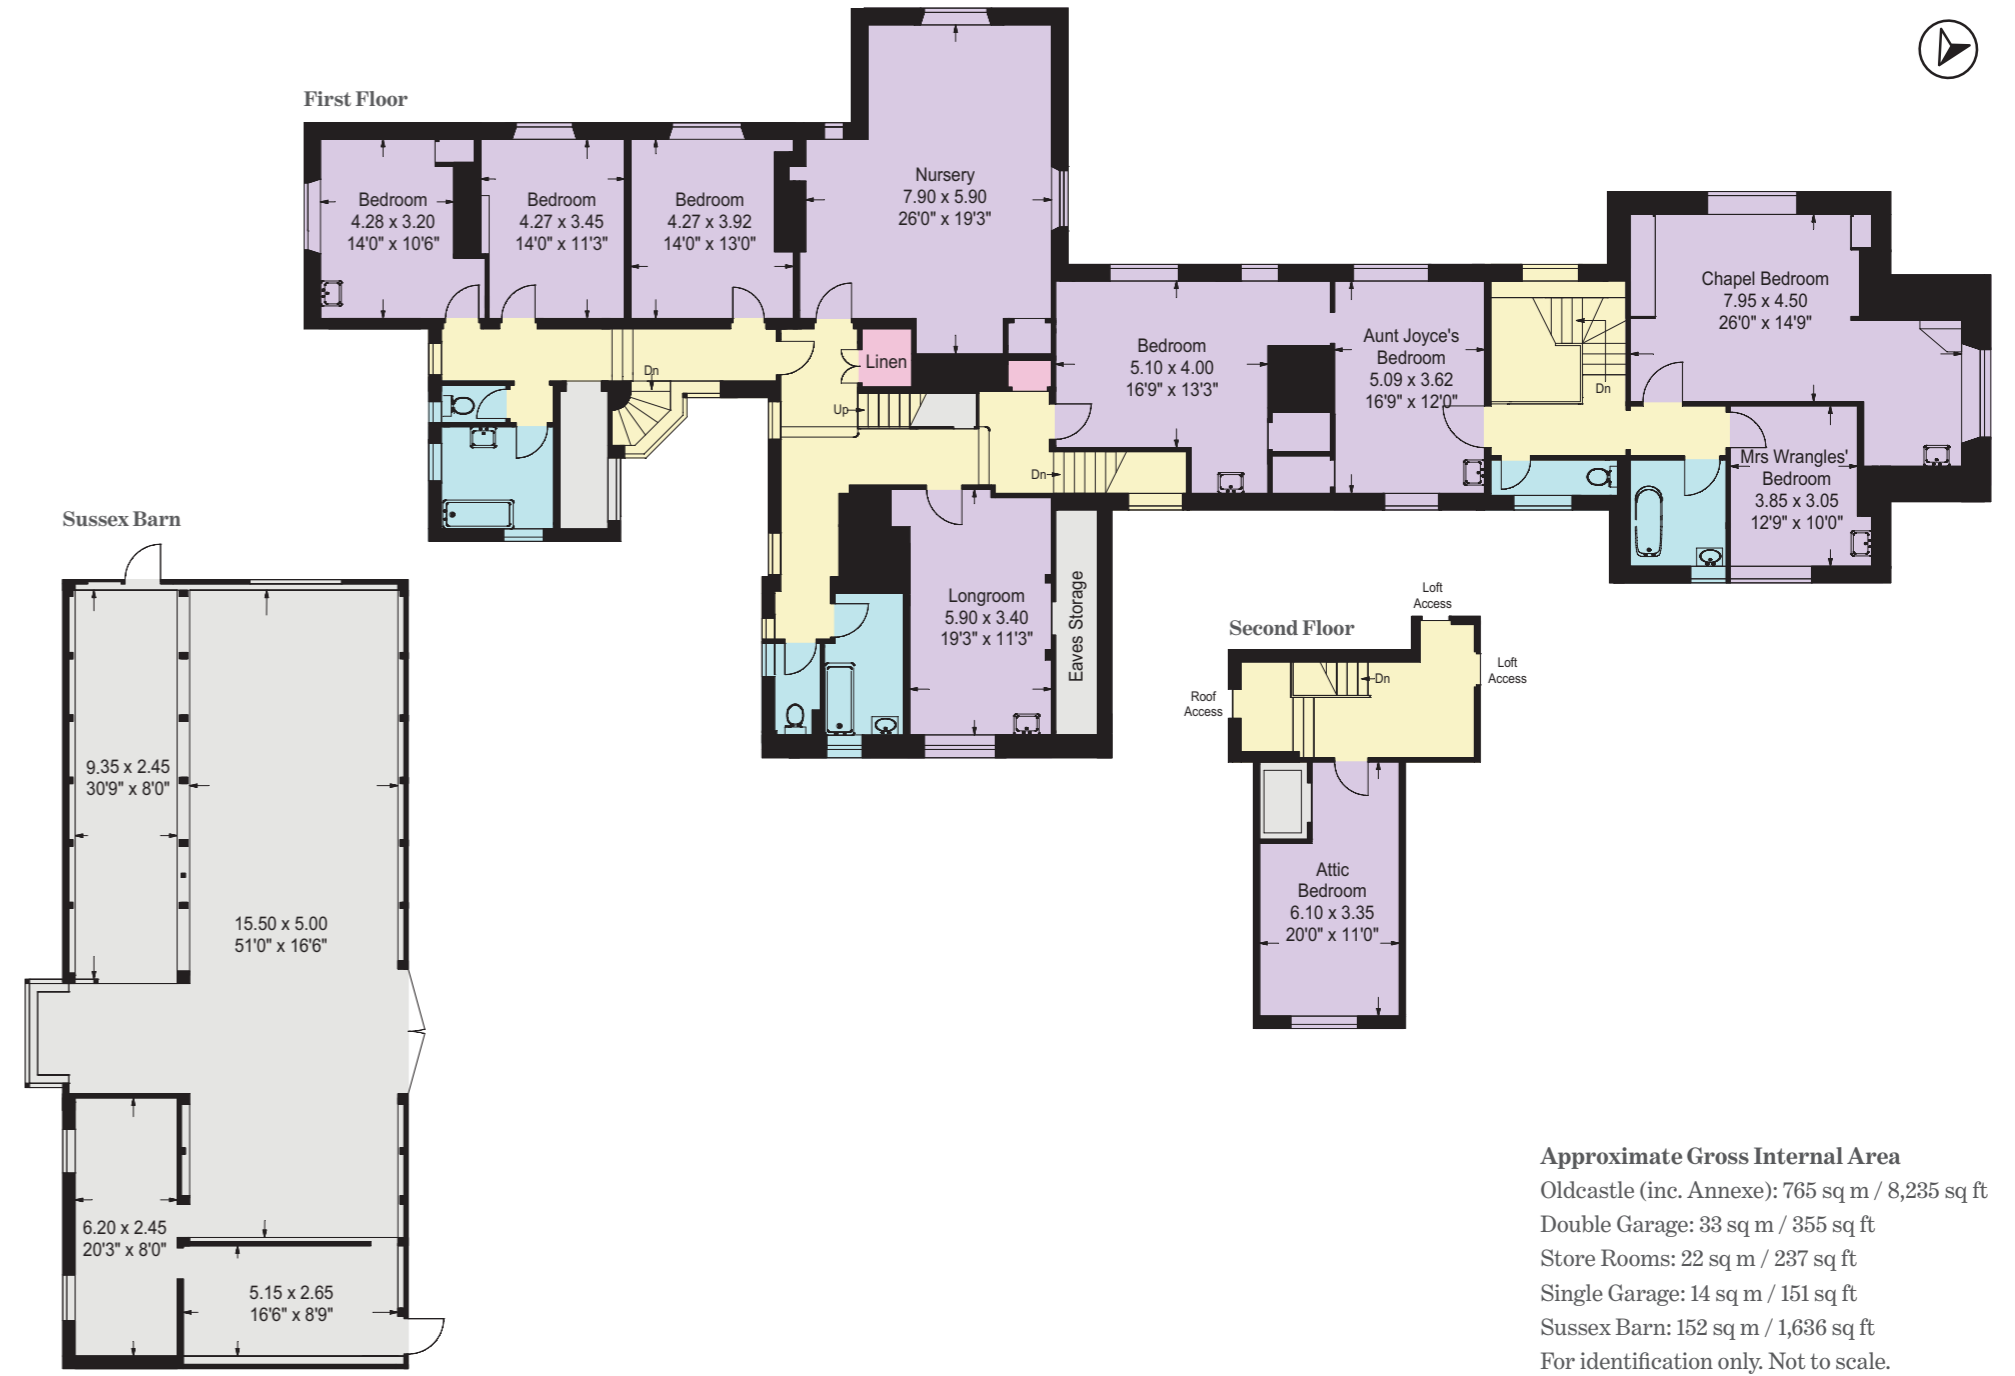 First Floor
Bedroom
4.28 x 3.20
14'0" x 10'6"
Bedroom
4.27 x 3.45
14'0" x 11'3"
Bedroom
4.27 x 3.92
14'0" x 13'0"
Nursery
7.90 x 5.90
26'0" x 19'3"
Linen
Dn
Up
Dn
Bedroom
5.10 x 4.00
16'9" x 13'3"
Aunt Joyce's
Bedroom
5.09 x 3.62
16'9" x 12'0"
Dn
Chapel Bedroom
7.95 x 4.50
26'0" x 14'9"
Mrs Wrangles'
Bedroom
3.85 x 3.05
12'9" x 10'0"
Longroom
5.90 x 3.40
19'3" x 11'3"
Eaves Storage
Sussex Barn
9.35 x 2.45
30'9" x 8'0"
15.50 x 5.00
51'0" x 16'6"
6.20 x 2.45
20'3" x 8'0"
5.15 x 2.65
16'6" x 8'9"
Second Floor
Loft
Access
Loft
Access
Roof
Access
Dn
Attic
Bedroom
6.10 x 3.35
20'0" x 11'0"
Approximate Gross Internal Area
Oldcastle (inc. Annexe): 765 sq m / 8,235 sq ft
Double Garage: 33 sq m / 355 sq ft
Store Rooms: 22 sq m / 237 sq ft
Single Garage: 14 sq m / 151 sq ft
Sussex Barn: 152 sq m / 1,636 sq ft
For identification only. Not to scale.